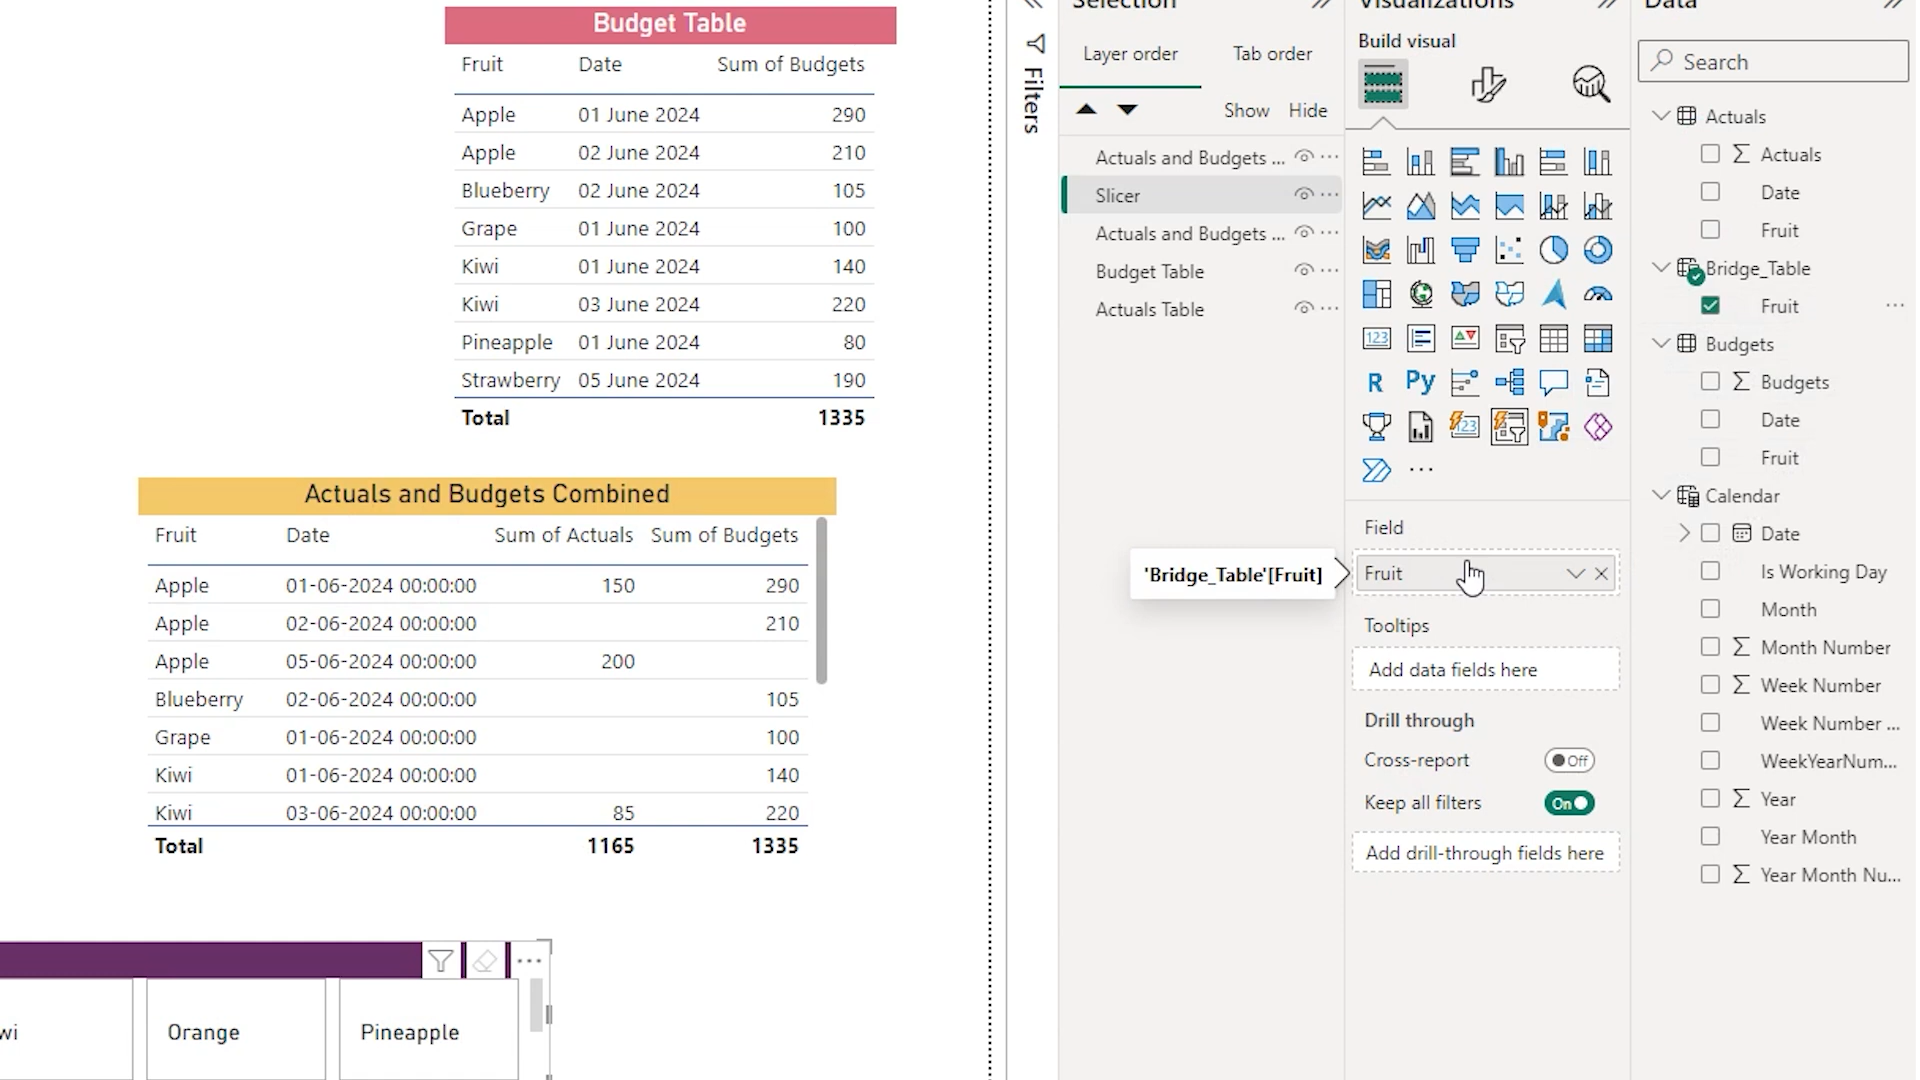 Budget Table
Fruit Date Sum of Budgets
Apple 01 June 2024 290
Apple 02 June 2024 210
Blueberry 02 June 2024 105
Grape 01 June 2024 100
Kiwi 01 June 2024 140
Kiwi 03 June 2024 220
Pineapple 01 June 2024 80
Strawberry 05 June 2024 190
Total 1335
Actuals and Budgets Combined
Fruit Date Sum of Actuals Sum of Budgets
Apple 01-06-2024 00:00:00 150 290
Apple 02-06-2024 00:00:00 210
Apple 05-06-2024 00:00:00 200
Blueberry 02-06-2024 00:00:00 105
Grape 01-06-2024 00:00:00 100
Kiwi 01-06-2024 00:00:00 140
Kiwi 03-06-2024 00:00:00 85 220
Total 1165 1335
wi Orange Pineapple
Filters
Selection
Layer order Tab order
Show Hide
Actuals and Budgets ...
Slicer
Actuals and Budgets ...
Budget Table
Actuals Table
'Bridge_Table'[Fruit]
Visualizations
Build visual
123
R Py
123
Field
Fruit
Tooltips
Add data fields here
Drill through
Cross-report Off
Keep all filters On
Add drill-through fields here
Data
Search
Actuals
Σ Actuals
Date
Fruit
Bridge_Table
Fruit
Budgets
Σ Budgets
Date
Fruit
Calendar
Date
Is Working Day
Month
Σ Month Number
Σ Week Number
Week Number ...
WeekYearNum...
Σ Year
Year Month
Σ Year Month Nu...